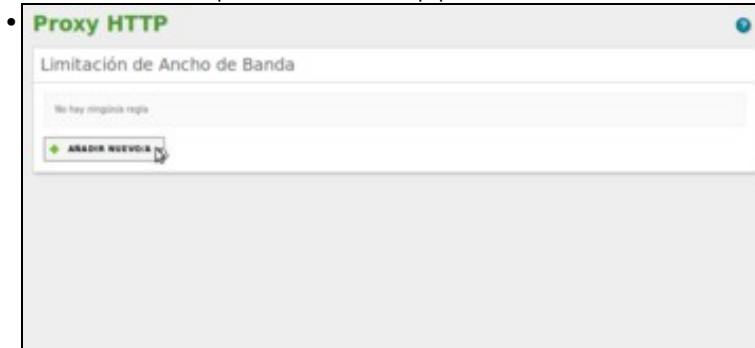 Proxy HTTP
Limitación de Ancho de Banda
No hay ninguna regla
AÑADIR NUEVO/A